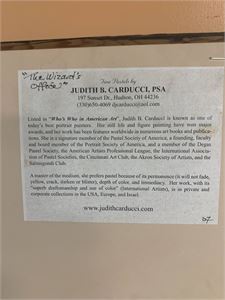 "The Wizard's
Offers"
Fine Pastels by
JUDITH B. CARDUCCI, PSA
197 Sunset Dr., Hudson, OH 44236
(330)650-4069 djcarducci@aol.com
Listed in "Who's Who in American Art", Judith B. Carducci is known as one of
today's best portrait painters. Her still life and figure painting have won major
awards, and her work has been features worldwide in numerous art books and publica-
tions. She is a signature member of the Pastel Society of America, a founding, faculty
and board member of the Portrait Society of America, and a member of the Degas
Pastel Society, the American Artists Professional League, the International Associa-
tion of Pastel Societies, the Cincinnati Art Club, the Akron Society of Artists, and the
Salmagundi Club.
A master of the medium, she prefers pastel because of its permanence (it will not fade,
yellow, crack, darken or blister), depth of color, and immediacy. Her work, with its
"superb draftsmanship and use of color" (International Artists), is in private and
corporate collections in the USA, Europe, and Israel.
www.judithcarducci.com
07